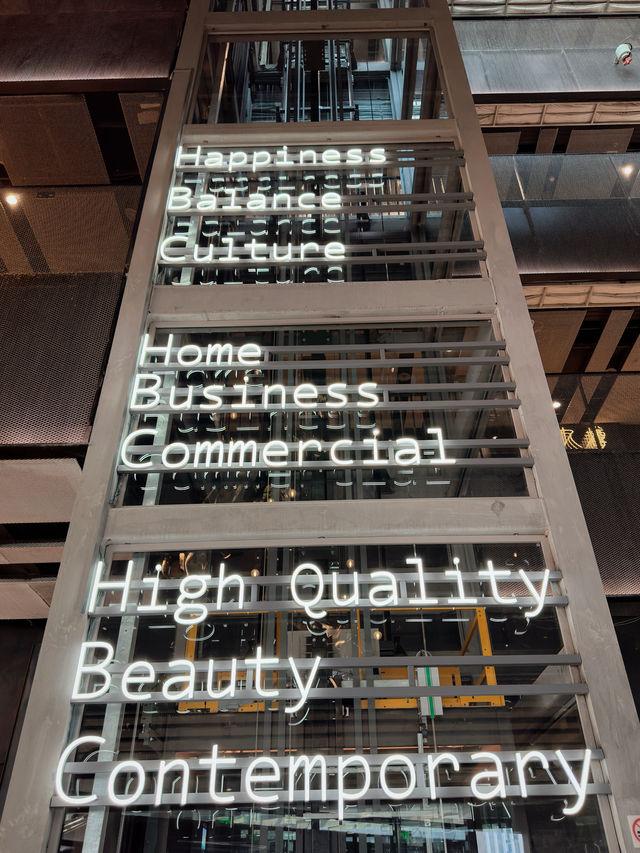 Happiness
Balance
Culture
Home
Business
Commercial
High Quality
Beauty
Contemporary